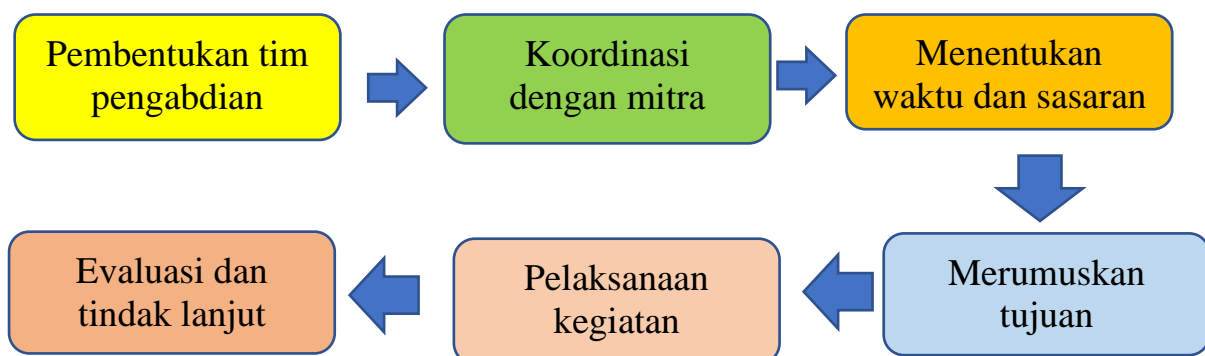 Pembentukan tim
pengabdian
Koordinasi
dengan mitra
Menentukan
waktu dan sasaran
Merumuskan
tujuan
Pelaksanaan
kegiatan
Evaluasi dan
tindak lanjut